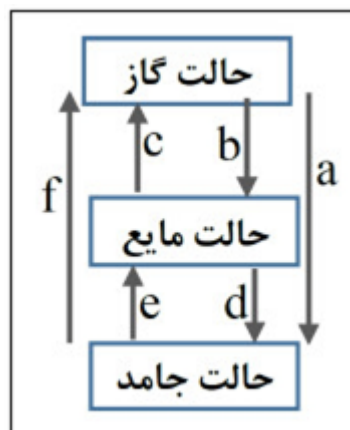 حالت گاز
c b
f a
حالت مایع
e d
حالت جامد